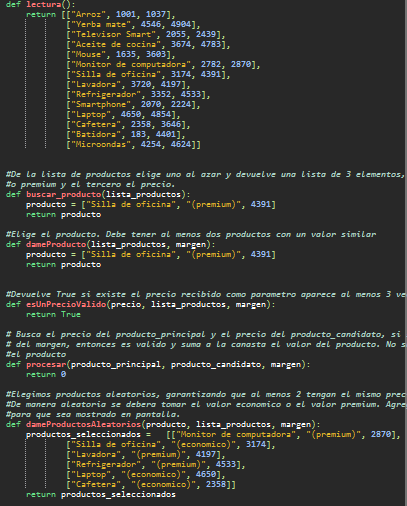 def lectura():
return [["Arroz", 1001, 1037],
["Yerba mate", 4546, 4904],
["Televisor Smart", 2055, 2439],
["Aceite de cocina", 3674, 4783],
["Mouse", 1635, 3603],
["Monitor de computadora", 2782, 2870],
["Silla de oficina", 3174, 4391],
["Lavadora", 3720, 4197],
["Refrigerador", 3352, 4533],
["Smartphone", 2070, 2224],
["Laptop", 4650, 4854],
["Cafetera", 2358, 3646],
["Batidora", 183, 4401],
["Microondas", 4254, 4624]]
#De la lista de productos elige uno al azar y devuelve una lista de 3 elementos,
#o premium y el tercero el precio.
def buscar_producto(lista_productos):
producto = ["Silla de oficina", "(premium)", 4391]
return producto
#Elige el producto. Debe tener al menos dos productos con un valor similar
def dameProducto(lista_productos, margen):
producto = ["Silla de oficina", "(premium)", 4391]
return producto
#Devuelve True si existe el precio recibido como parametro aparece al menos 3 ve
def esUnPrecioValido(precio, lista_productos, margen):
return True
# Busca el precio del producto_principal y el precio del producto_candidato, si
# del margen, entonces es valido y suma a la canasta el valor del producto. No s
#el producto
def procesar(producto_principal, producto_candidato, margen):
return 0
#Elegimos productos aleatorios, garantizando que al menos 2 tengan el mismo prec
#De manera aleatoria se debera tomar el valor economico o el valor premium. Agre
#para que sea mostrado en pantalla.
def dameProductosAleatorios(producto, lista_productos, margen):
productos_seleccionados = [["Monitor de computadora", "(premium)", 2870],
["Silla de oficina", "(economico)", 3174],
["Lavadora", "(premium)", 4197],
["Refrigerador", "(premium)", 4533],
["Laptop", "(economico)", 4650],
["Cafetera", "(economico)", 2358]]
return productos_seleccionados